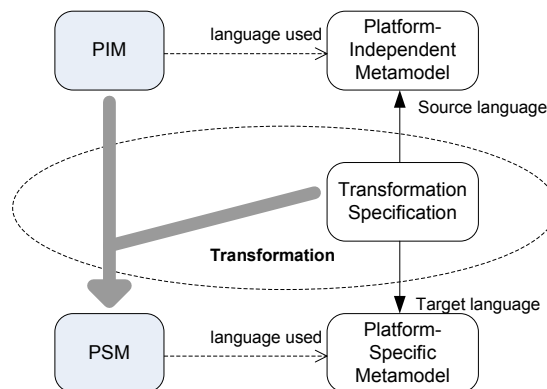 PIM
language used
Platform-
Independent
Metamodel
Source language
Transformation
Specification
Transformation
Target language
PSM
language used
Platform-
Specific
Metamodel